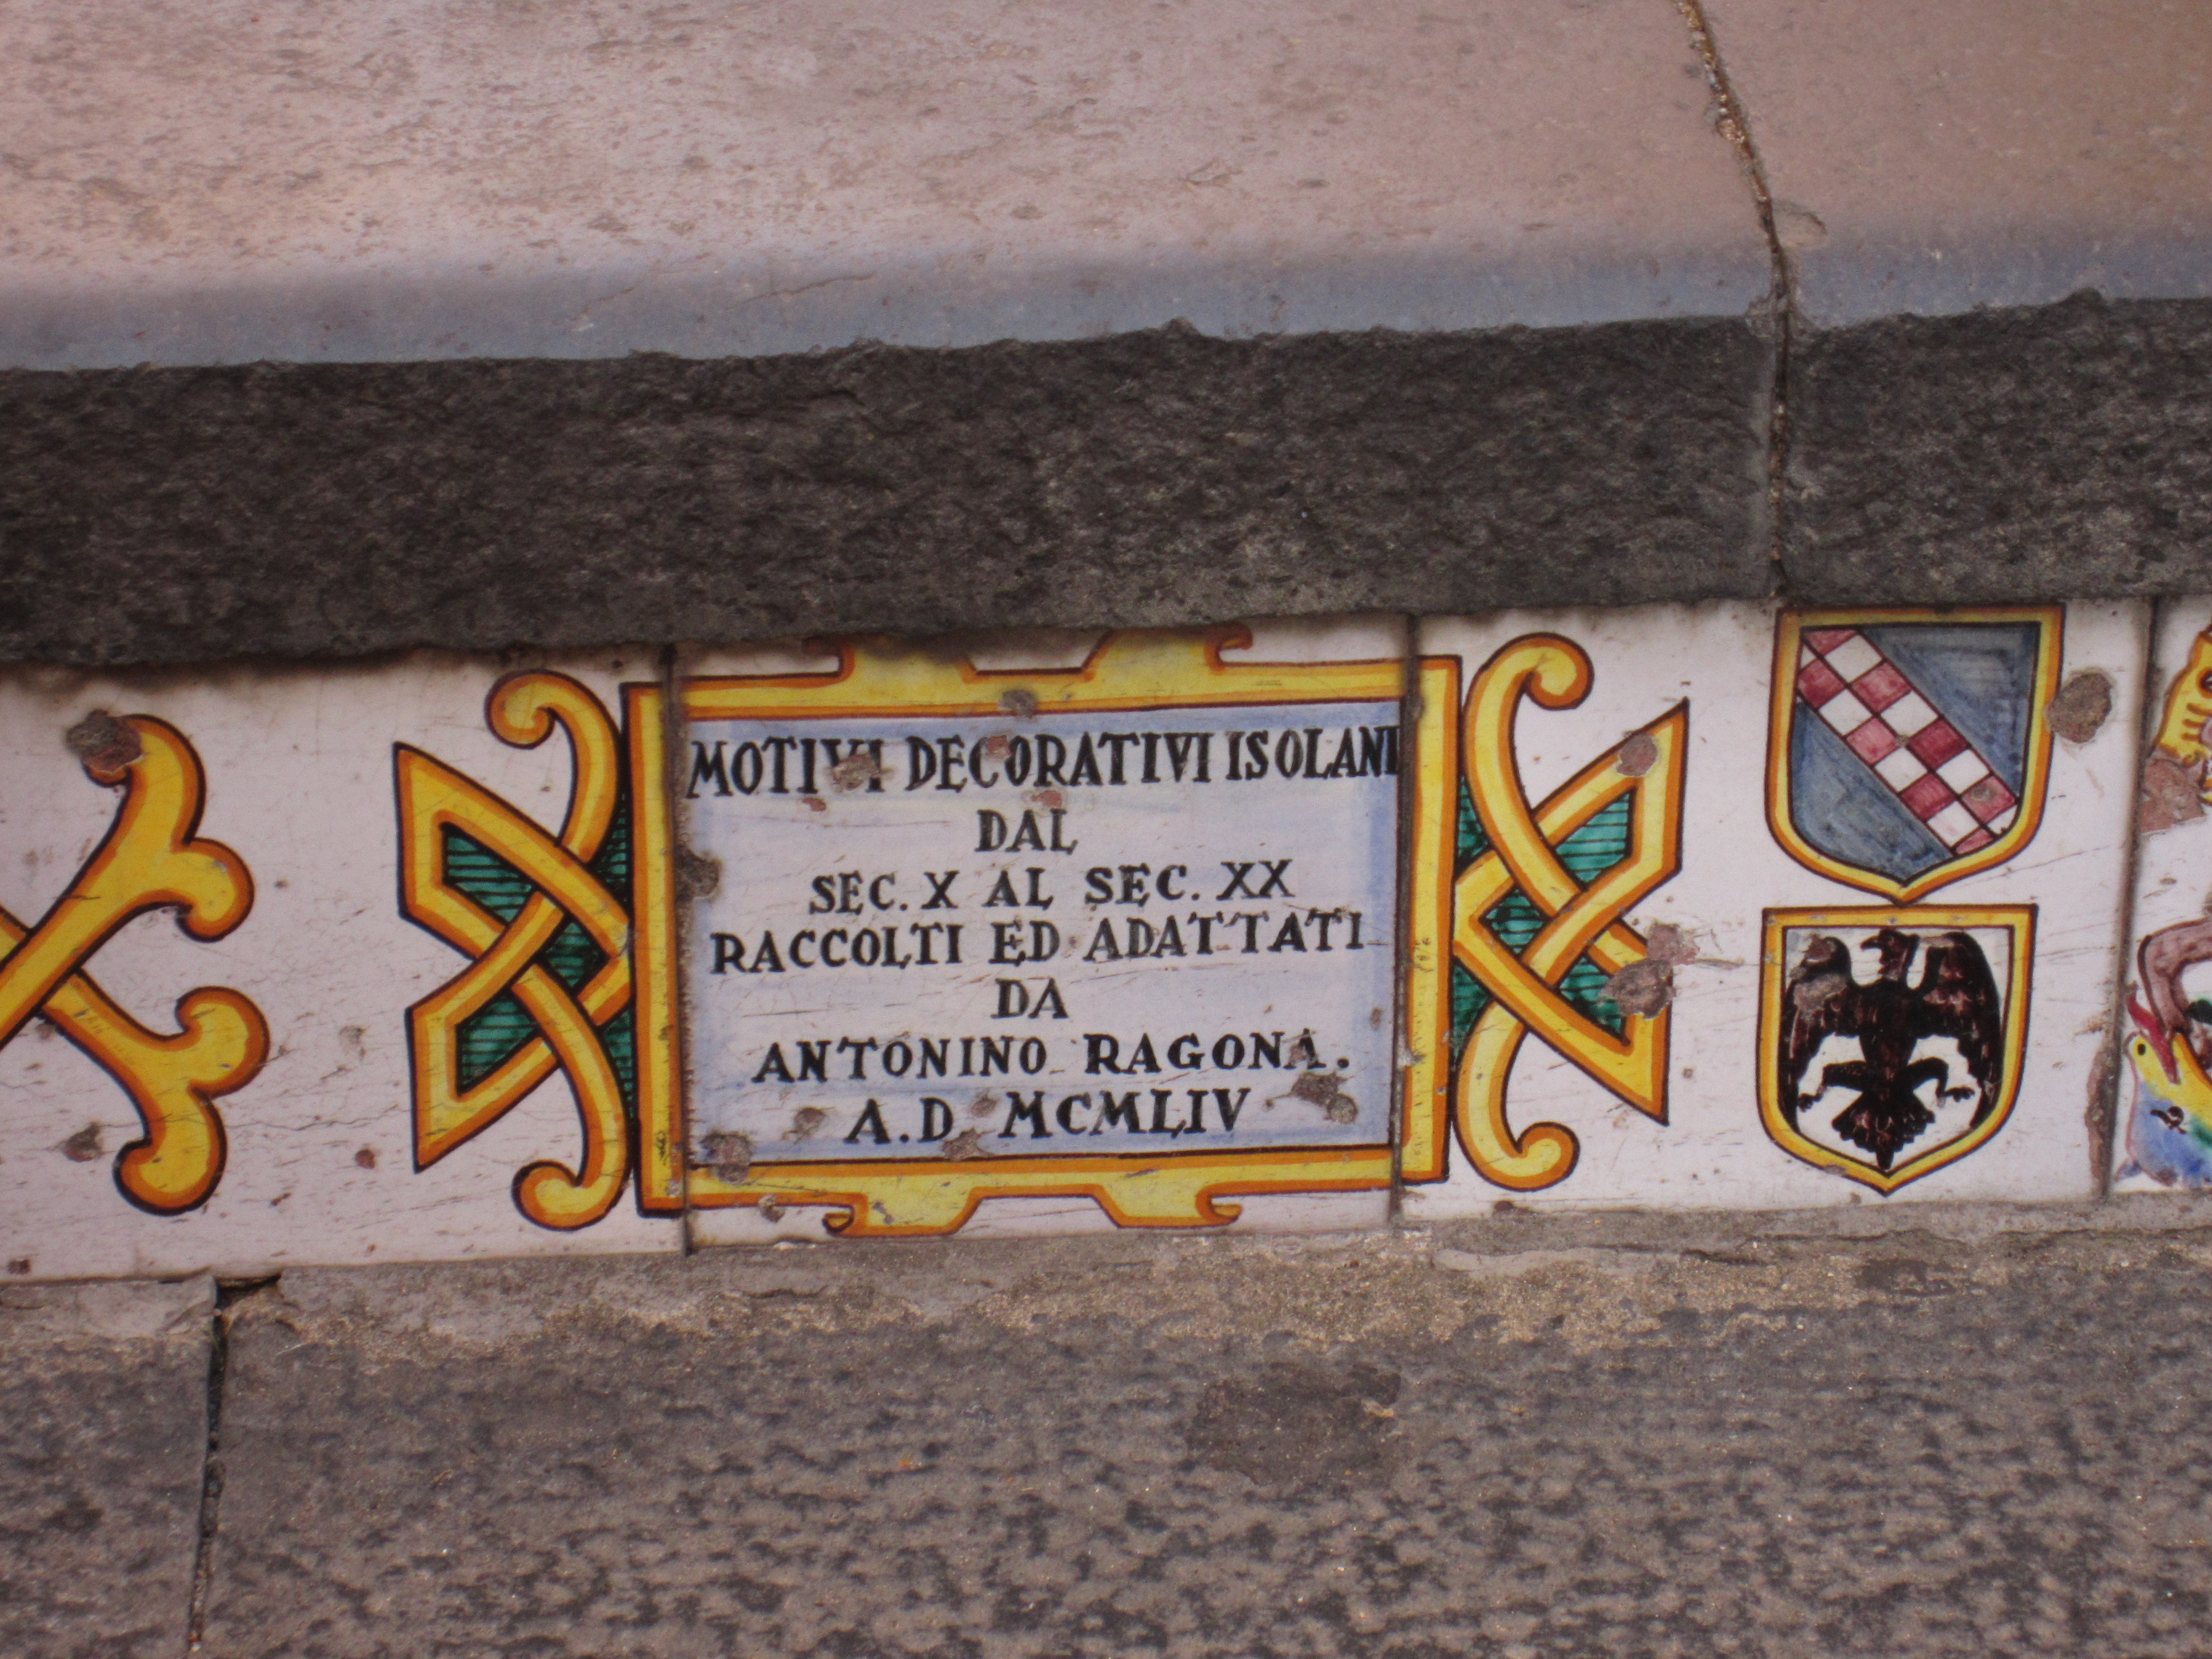 MOTIVI DECORATIVI ISOLANI
DAL
SEC. X AL SEC. XX
RACCOLTI ED ADATTATI
DA
ANTONINO RAGONA.
A.D MCMLIV